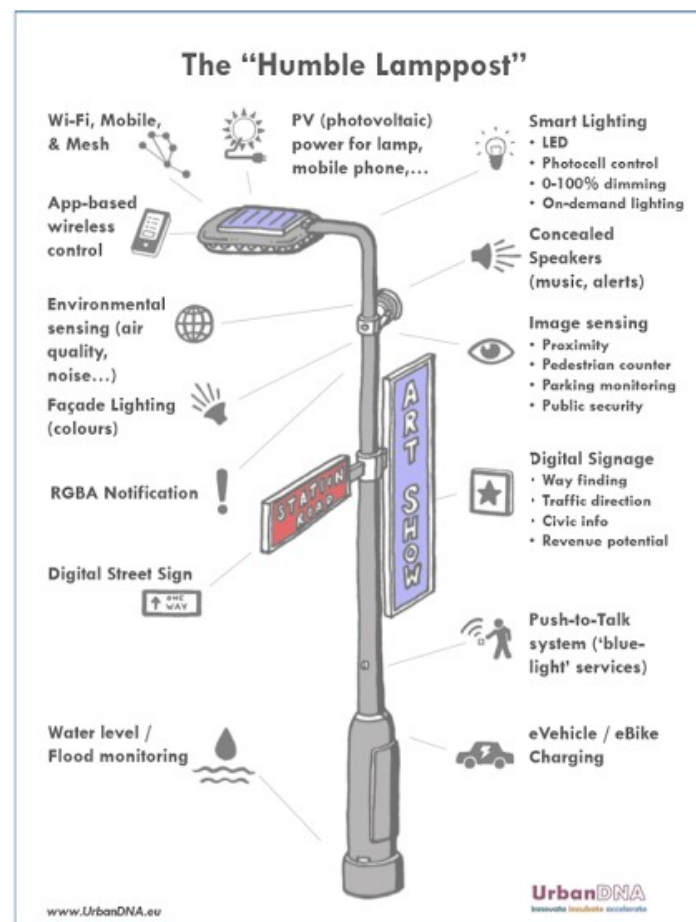 The “Humble Lamppost”
Wi-Fi, Mobile,
& Mesh
PV (photovoltaic)
power for lamp,
mobile phone,...
Smart Lighting
• LED
• Photocell control
• 0-100% dimming
• On-demand lighting
App-based
wireless
control
Concealed
Speakers
(music, alerts)
Environmental
sensing (air
quality,
noise...)
Image sensing
• Proximity
• Pedestrian counter
• Parking monitoring
• Public security
Façade Lighting
(colours)
ART SHOW
STATION
ROAD
RGBA Notification
Digital Signage
• Way finding
• Traffic direction
• Civic info
• Revenue potential
Digital Street Sign
ONE
WAY
Push-to-Talk
system (‘blue-
light’ services)
Water level /
Flood monitoring
eVehicle / eBike
Charging
www.UrbanDNA.eu
UrbanDNA
innovate incubate accelerate